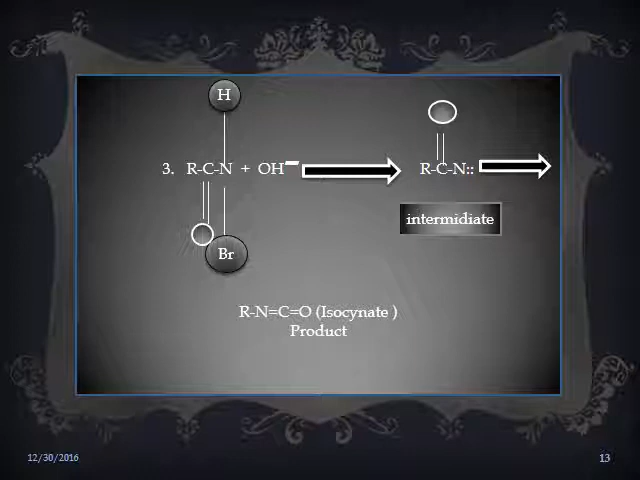 H
3. R-C-N + OH
R-C-N::
intermidiate
Br
R-N=C=O (Isocynate )
Product
12/30/2016
13